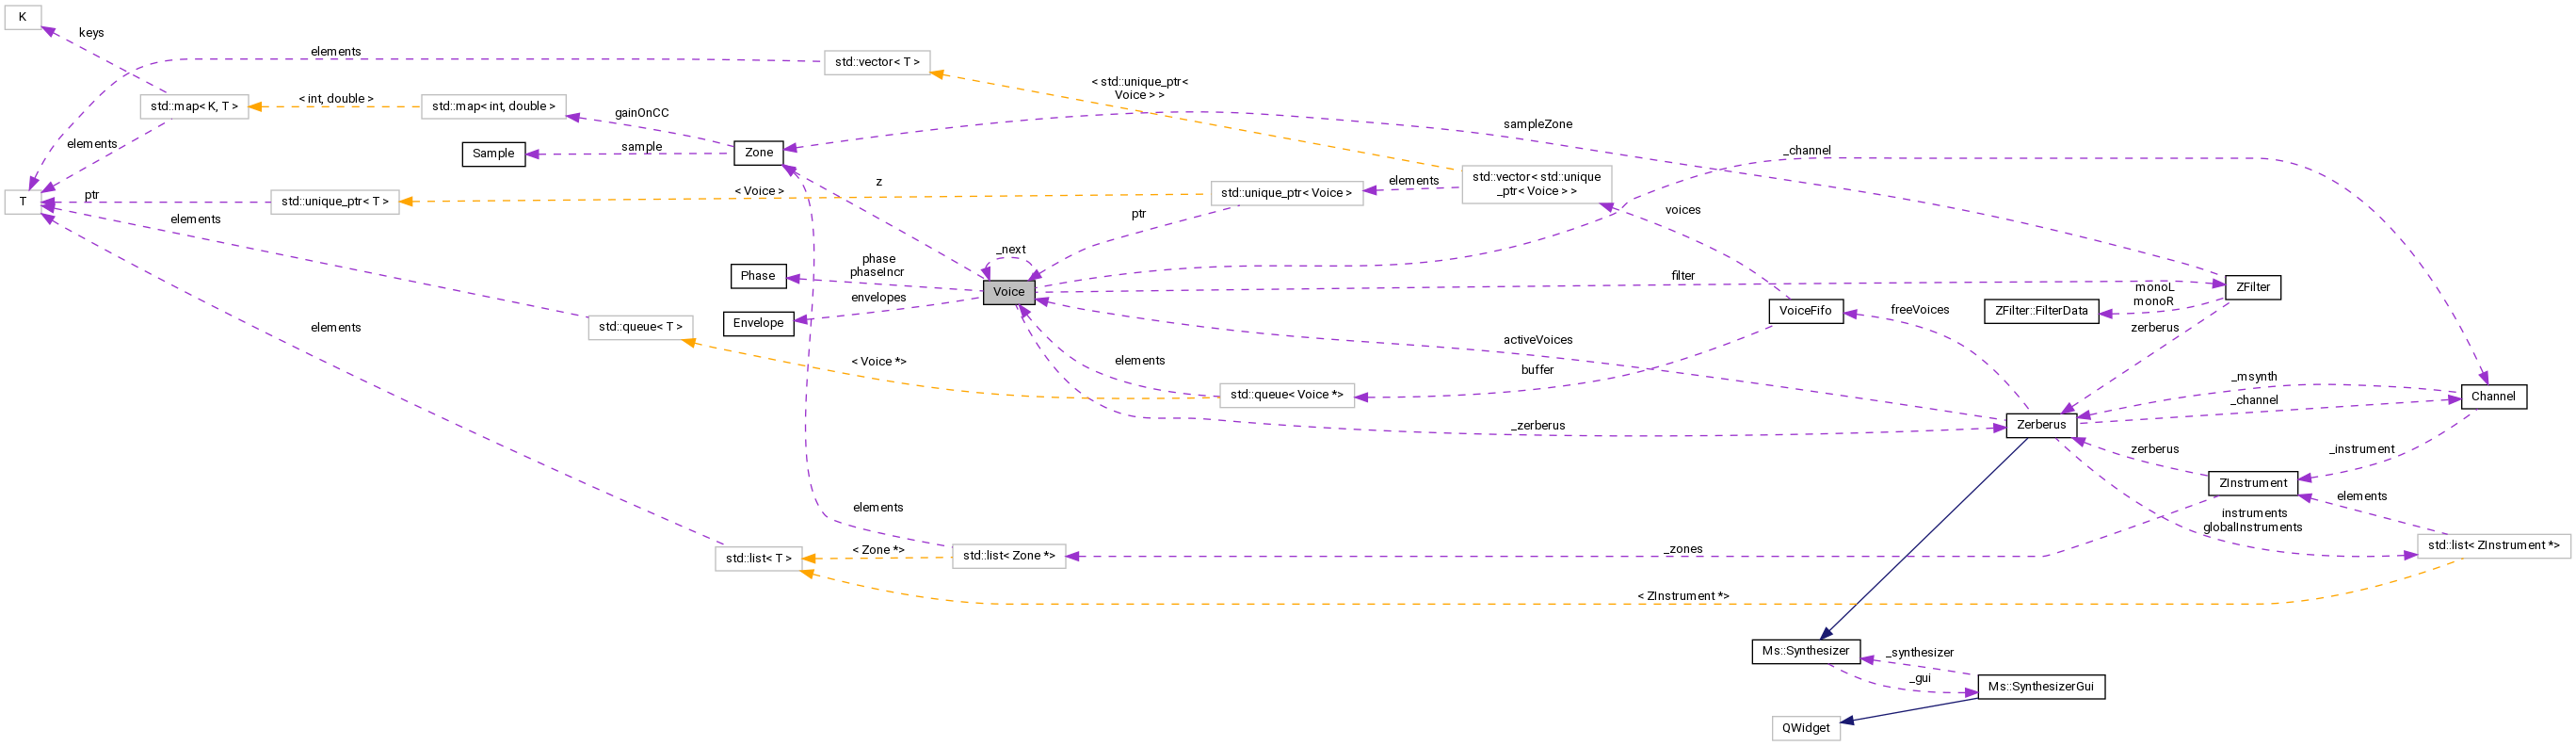 K
keys
elements
std::vector< T >
< std::unique_ptr<
Voice > >
std::map< K, T >
< int, double >
std::map< int, double >
gainOnCC
sampleZone
elements
Sample
sample
Zone
_channel
T
ptr
std::unique_ptr< T >
< Voice >
z
std::unique_ptr< Voice >
elements
std::vector< std::unique
_ptr< Voice > >
elements
ptr
voices
_next
Phase
phase
phaseIncr
Voice
filter
ZFilter
monoL
monoR
envelopes
Envelope
std::queue< T >
VoiceFifo
freeVoices
ZFilter::FilterData
zerberus
elements
activeVoices
< Voice *>
elements
buffer
std::queue< Voice *>
_msynth
_channel
Channel
_zerberus
Zerberus
zerberus
_instrument
ZInstrument
elements
elements
instruments
globalInstruments
std::list< T >
< Zone *>
std::list< Zone *>
_zones
std::list< ZInstrument *>
< ZInstrument *>
Ms::Synthesizer
_synthesizer
_gui
Ms::SynthesizerGui
QWidget